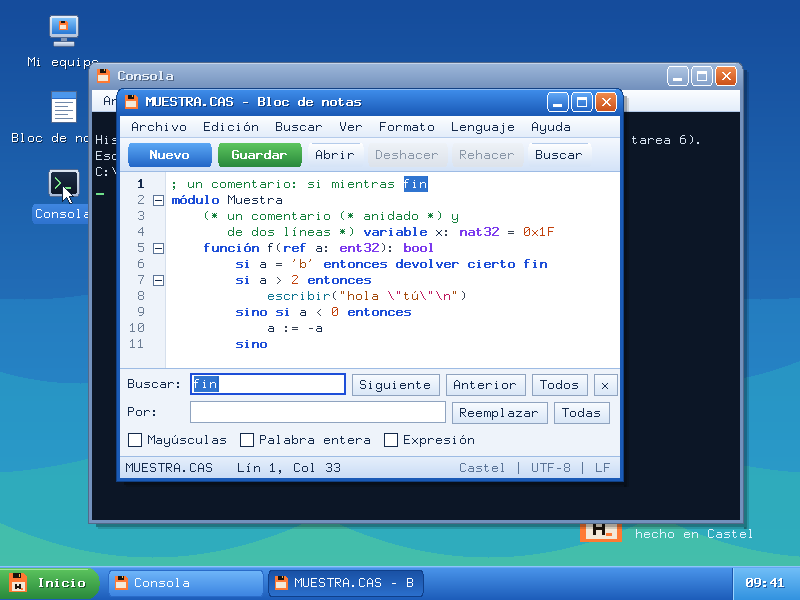 Mi equipo
Consola
Ar
MUESTRA.CAS - Bloc de notas
Archivo Edición Buscar Ver Formato Lenguaje Ayuda
Nuevo Guardar Abrir Deshacer Rehacer Buscar
Bloc de no
His
tarea 6).
Esc
C:\
Consola
1 ; un comentario: si mientras fin
2 módulo Muestra
3 (* un comentario (* anidado *) y
4 de dos líneas *) variable x: nat32 = 0x1F
5 función f(ref a: ent32): bool
6 si a = 'b' entonces devolver cierto fin
7 si a > 2 entonces
8 escribir("hola \"tú\"\n")
9 sino si a < 0 entonces
10 a := -a
11 sino
Buscar: fin Siguiente Anterior Todos x
Por: Reemplazar Todas
Mayúsculas Palabra entera Expresión
MUESTRA.CAS Lín 1, Col 33 Castel | UTF-8 | LF
H_
hecho en Castel
Inicio Consola MUESTRA.CAS - B 09:41